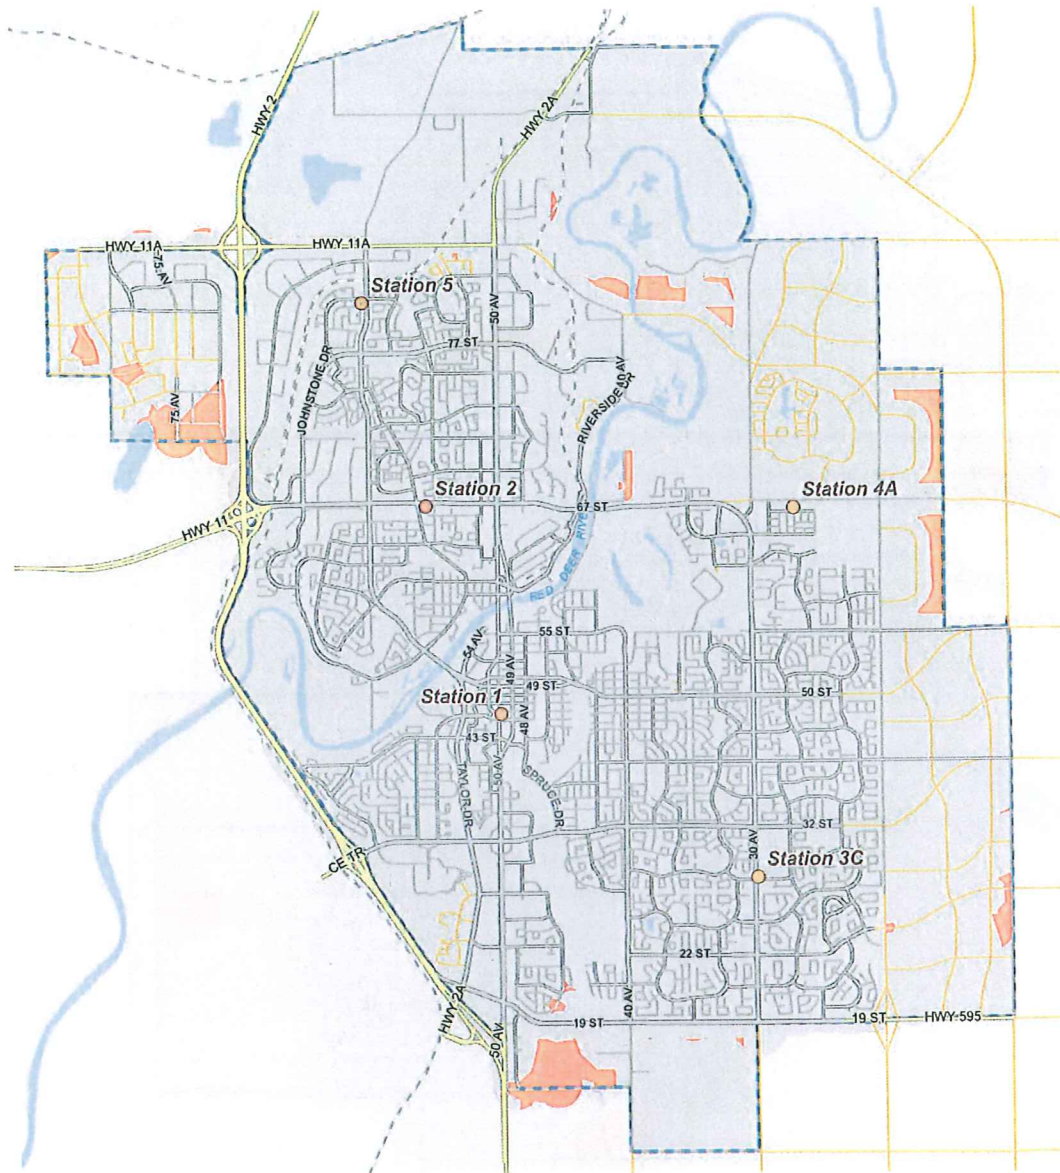 HWY 2
HWY-2A
HWY 11A
HWY 11A
75 AV
Station 5
50 AV
77 ST
JOHNSTONE DR
40 AV
RIVERSIDE DR
75 AV
Station 2
Station 4A
67 ST
HWY 11
RED DEER RIVER
54 AV
55 ST
49 AV
49 ST
50 ST
Station 1
48 AV
43 ST
50 AV
TAYLOR DR
SPRUCE DR
32 ST
30 AV
CE TR
Station 3C
22 ST
40 AV
HWY 2A
19 ST
19 ST
HWY-595
50 AV